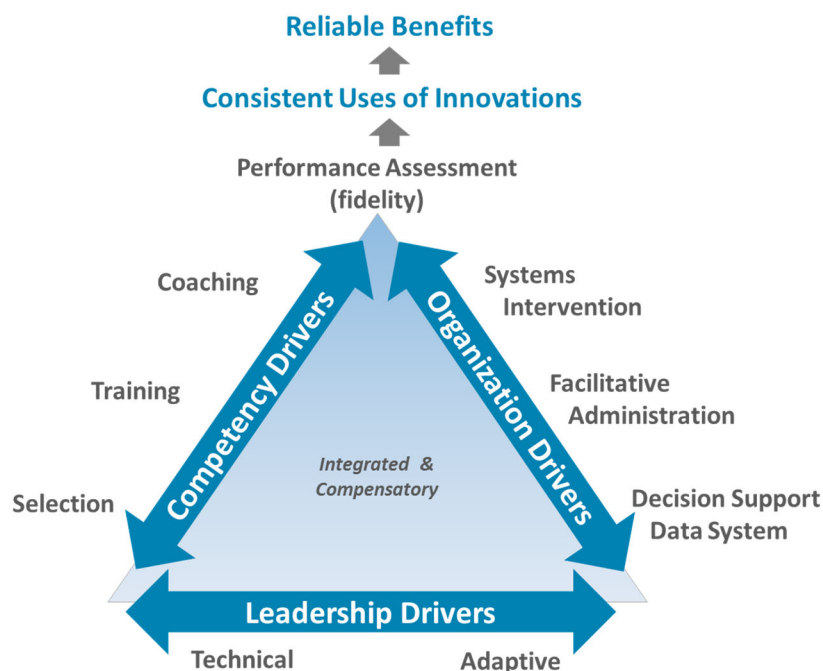 Reliable Benefits
Consistent Uses of Innovations
Performance Assessment
(fidelity)
Coaching
Training
Selection
Competency Drivers
Systems
Intervention
Facilitative
Administration
Decision Support
Data System
Organization Drivers
Integrated &
Compensatory
Leadership Drivers
Technical
Adaptive